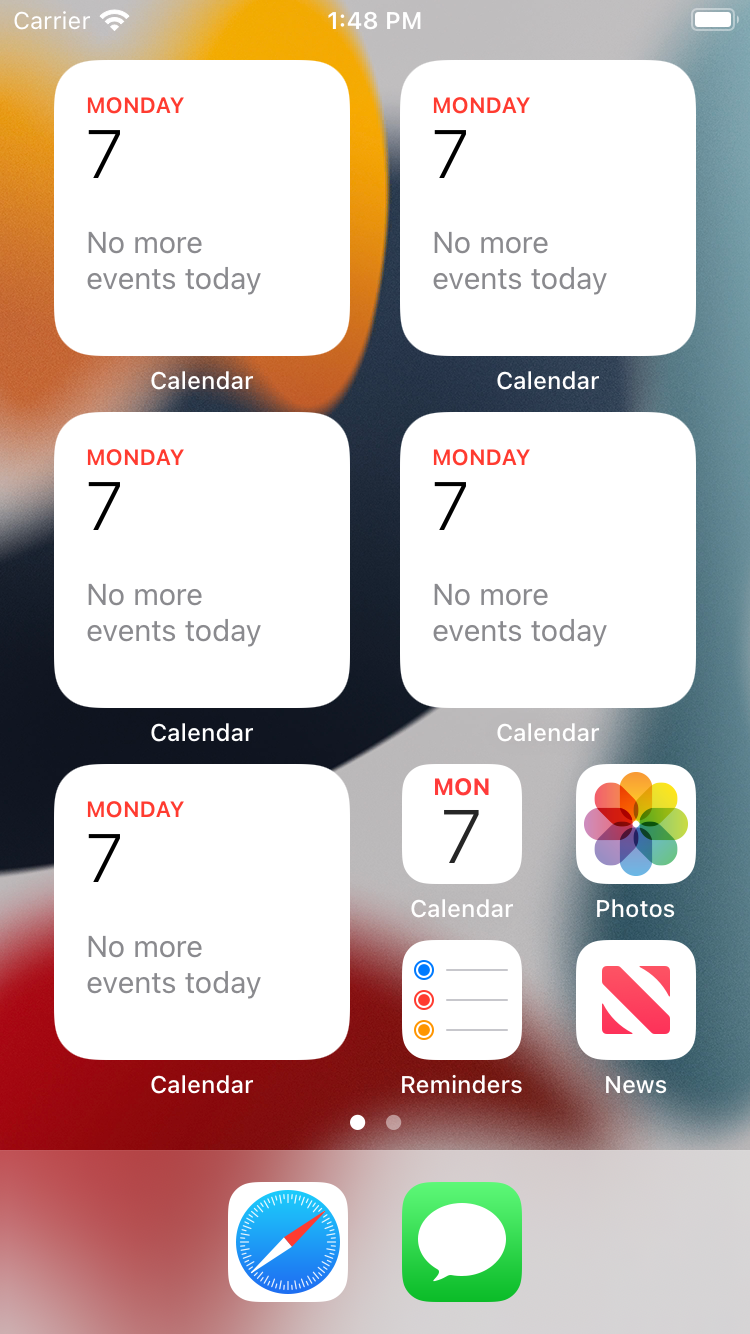 Carrier 1:48 PM
MONDAY
7
No more
events today
Calendar
MONDAY
7
No more
events today
Calendar
MONDAY
7
No more
events today
Calendar
MONDAY
7
No more
events today
Calendar
MONDAY
7
No more
events today
Calendar
MON
7
Calendar
Photos
Reminders
News